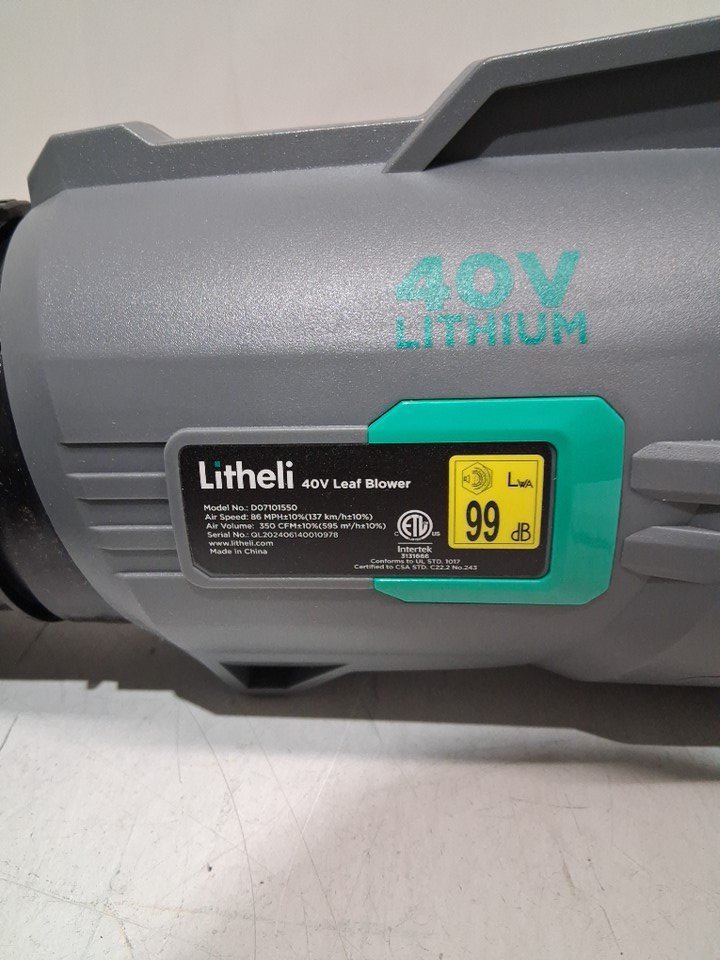 40V
LITHIUM
Litheli 40V Leaf Blower
Model No.: D07101550
Air Speed: 86 MPH±10%(137 km/h±10%)
Air Volume: 350 CFM±10%(595 m³/h±10%)
Serial No.: QL202406140010978
www.litheli.com
Made in China
C ETL US
Intertek
3131666
Conforms to UL STD. 1017
Certified to CSA STD. C22.2 No.243
LWA
99 dB